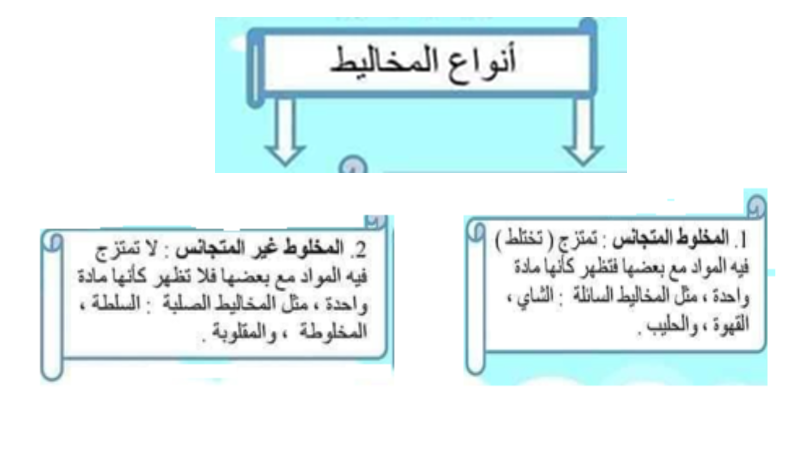 أنواع المخاليط
1. المخلوط المتجانس : تمتزج ( تختلط )
فيه المواد مع بعضها فتظهر كأنها مادة
واحدة ، مثل المخاليط السائلة : الشاي ،
القهوة ، والحليب .
2. المخلوط غير المتجانس : لا تمتزج
فيه المواد مع بعضها فلا تظهر كأنها مادة
واحدة ، مثل المخاليط الصلبة : السلطة ،
المخلوطة ، والمقلوبة .